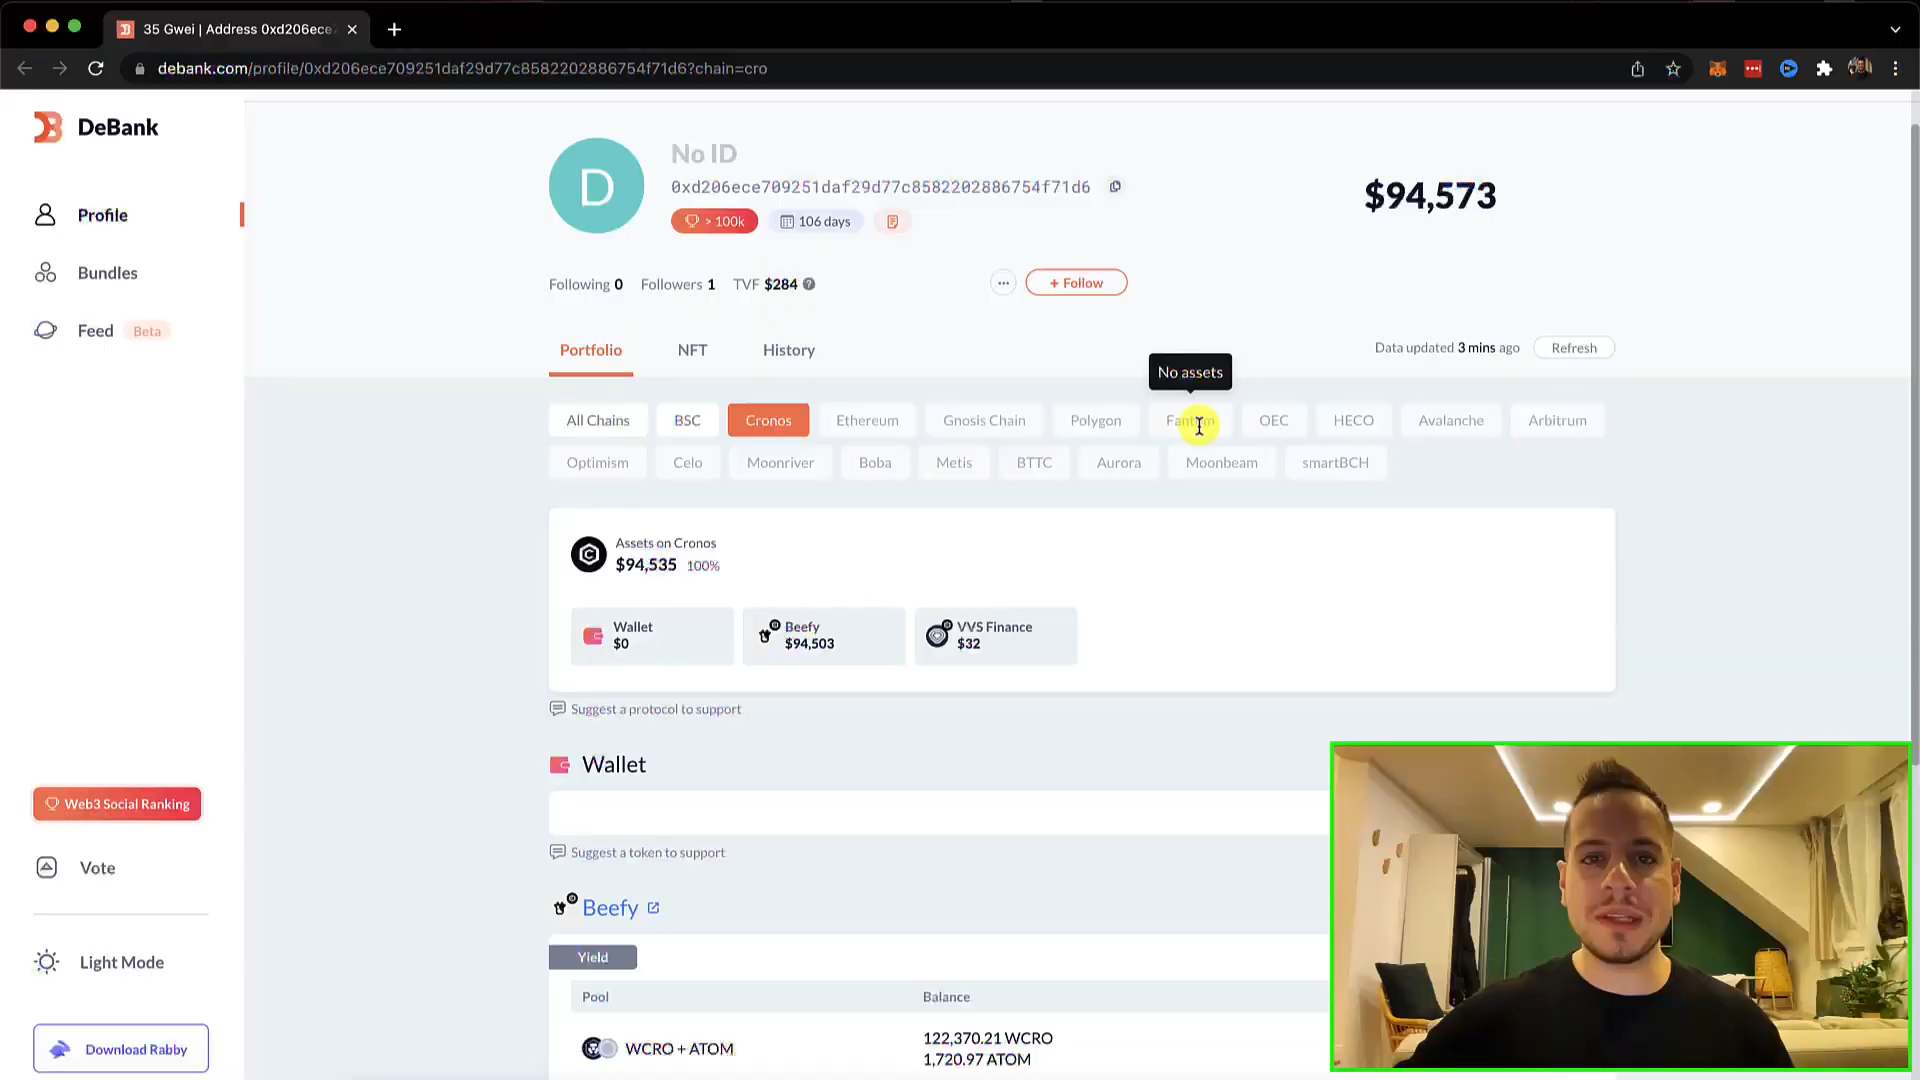 35 Gwei | Address 0xd206ece
debank.com/profile/0xd206ece709251daf29d77c8582202886754f71d6?chain=cro
DeBank
Profile
Bundles
Feed Beta
D
No ID
0xd206ece709251daf29d77c8582202886754f71d6
> 100k
106 days
$94,573
Following 0 Followers 1 TVF $284 ?
... + Follow
Portfolio NFT History
Data updated 3 mins ago Refresh
No assets
All Chains BSC Cronos Ethereum Gnosis Chain Polygon Fantom OEC HECO Avalanche Arbitrum
Optimism Celo Moonriver Boba Metis BTTC Aurora Moonbeam smartBCH
Assets on Cronos
$94,535 100%
Wallet
$0
Beefy
$94,503
VVS Finance
$32
Suggest a protocol to support
Wallet
Suggest a token to support
Beefy
Yield
Pool Balance
WCRO + ATOM
122,370.21 WCRO
1,720.97 ATOM
Web3 Social Ranking
Vote
Light Mode
Download Rabby